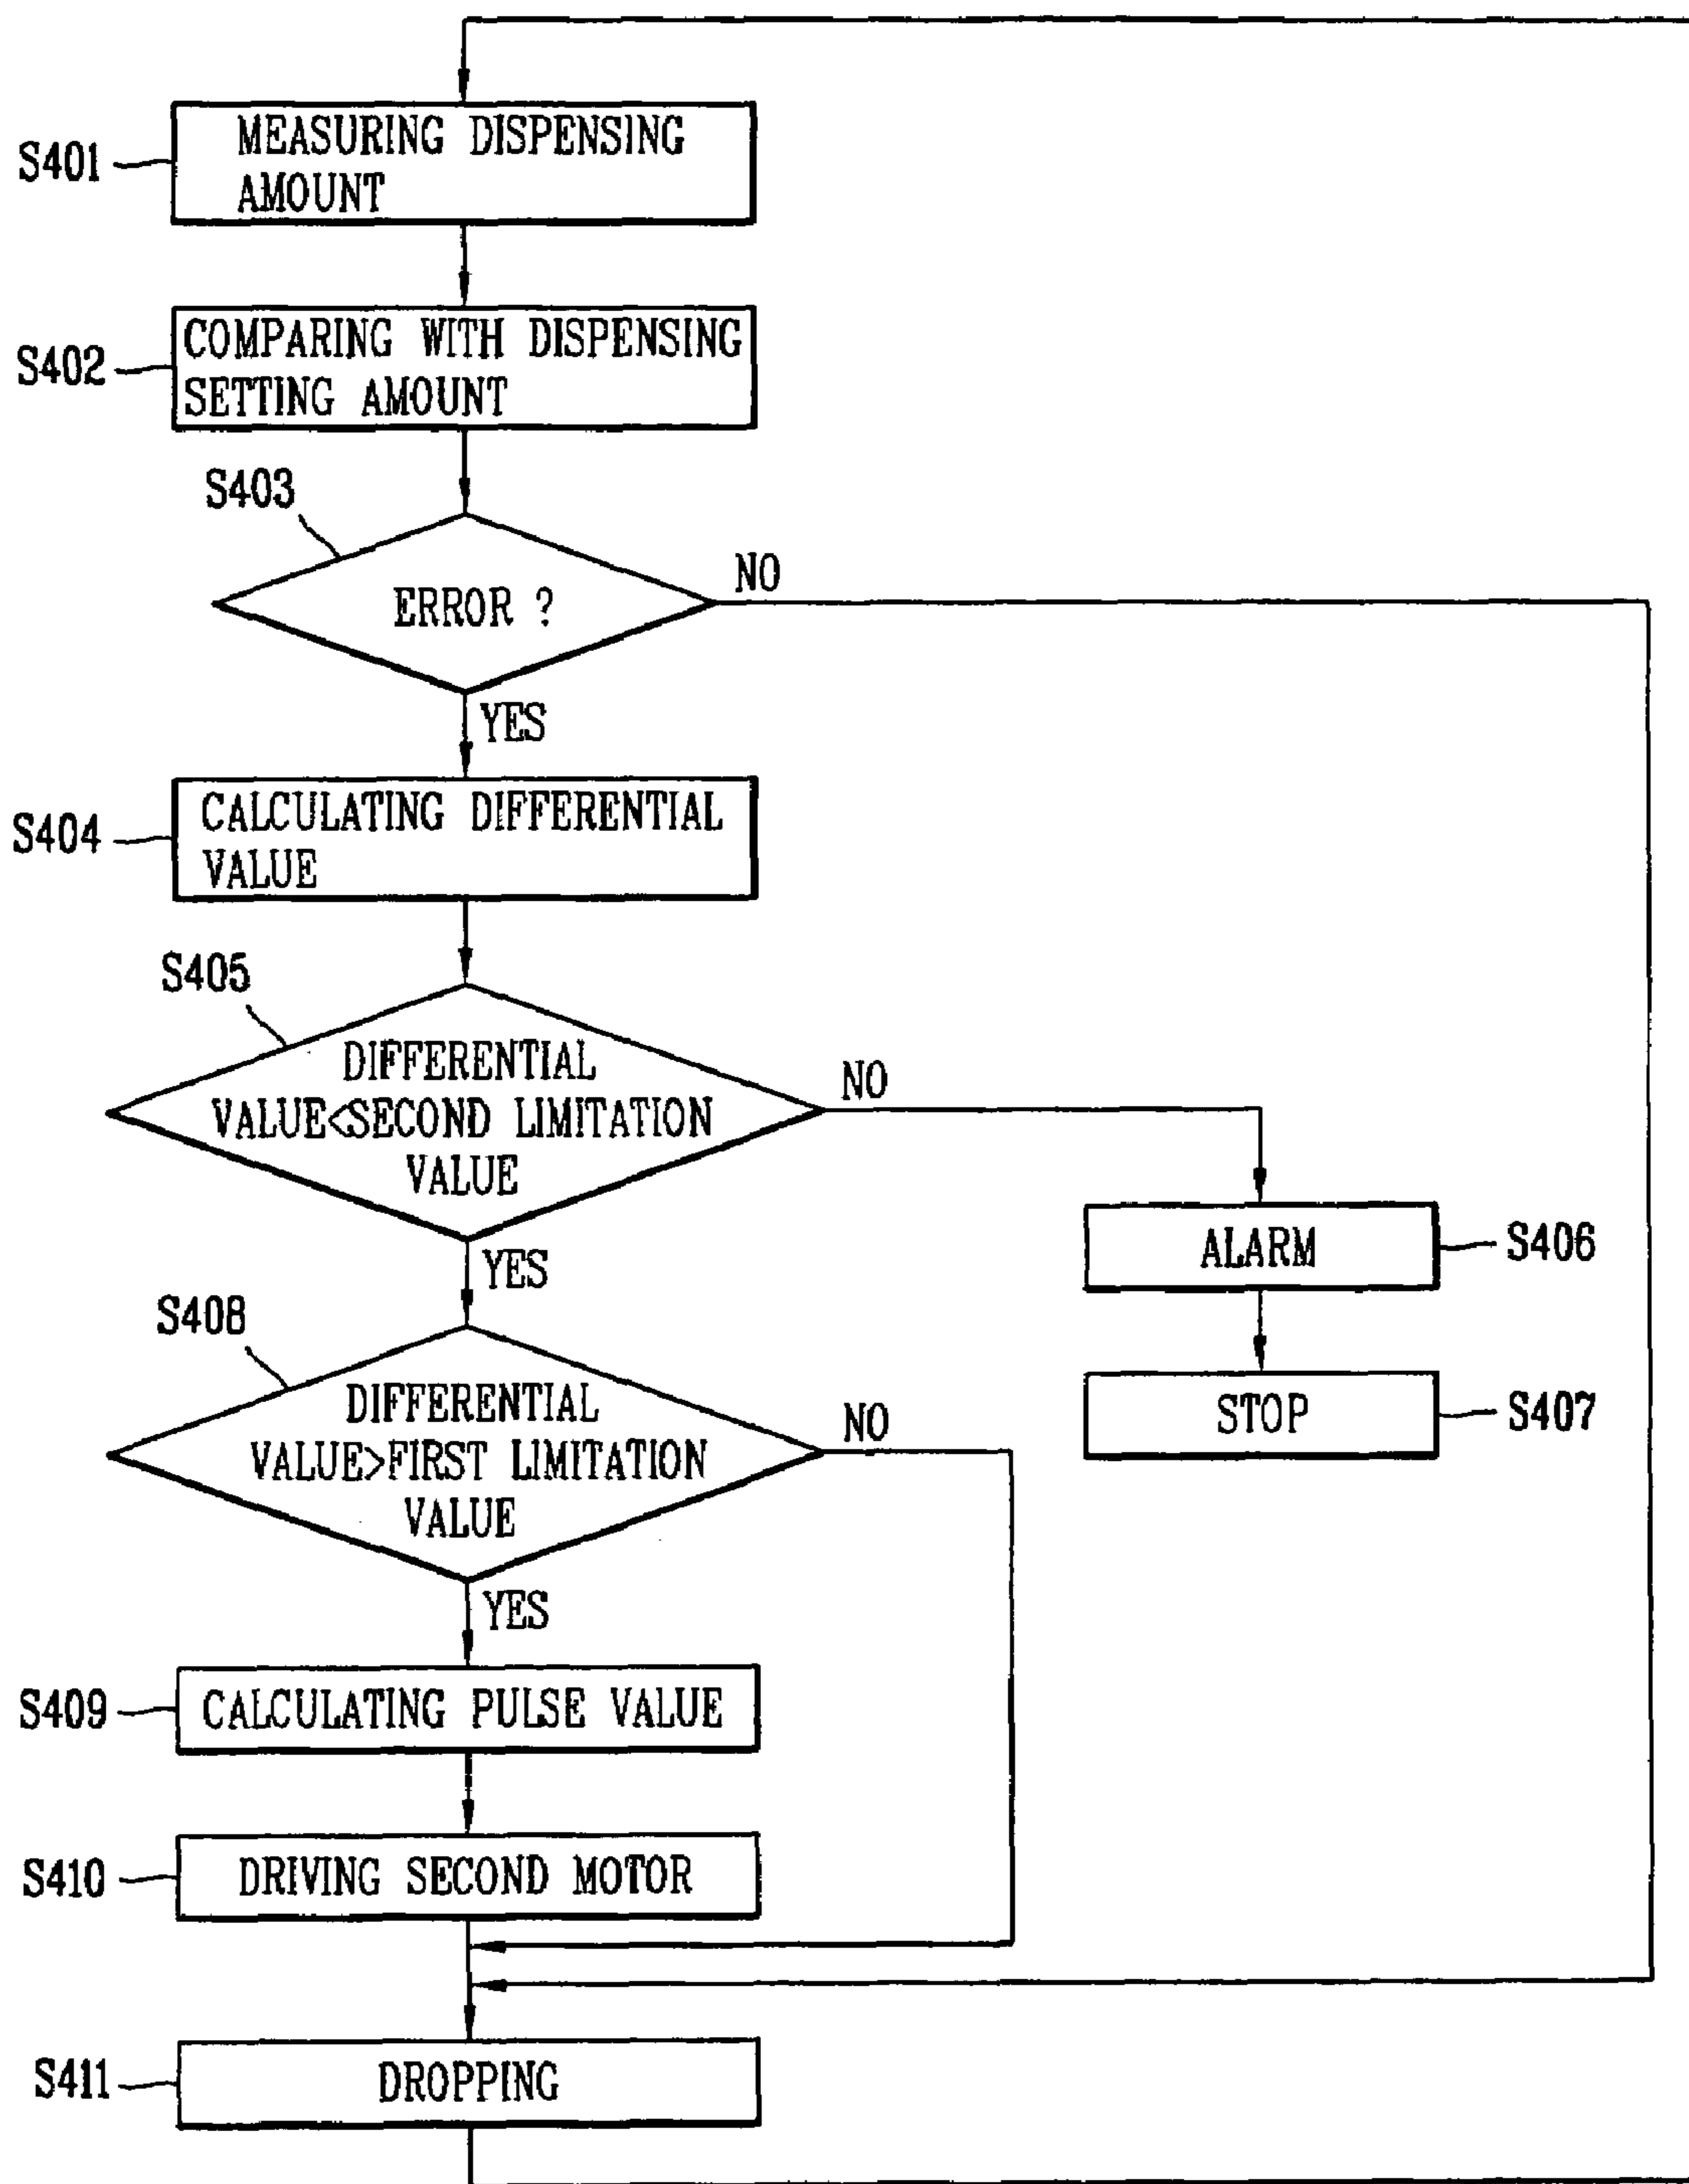 S401
MEASURING DISPENSING
AMOUNT
S402
COMPARING WITH DISPENSING
SETTING AMOUNT
S403
ERROR ?
NO
YES
S404
CALCULATING DIFFERENTIAL
VALUE
S405
DIFFERENTIAL
VALUE<SECOND LIMITATION
VALUE
NO
YES
ALARM
S406
STOP
S407
S408
DIFFERENTIAL
VALUE>FIRST LIMITATION
VALUE
NO
YES
S409
CALCULATING PULSE VALUE
S410
DRIVING SECOND MOTOR
S411
DROPPING